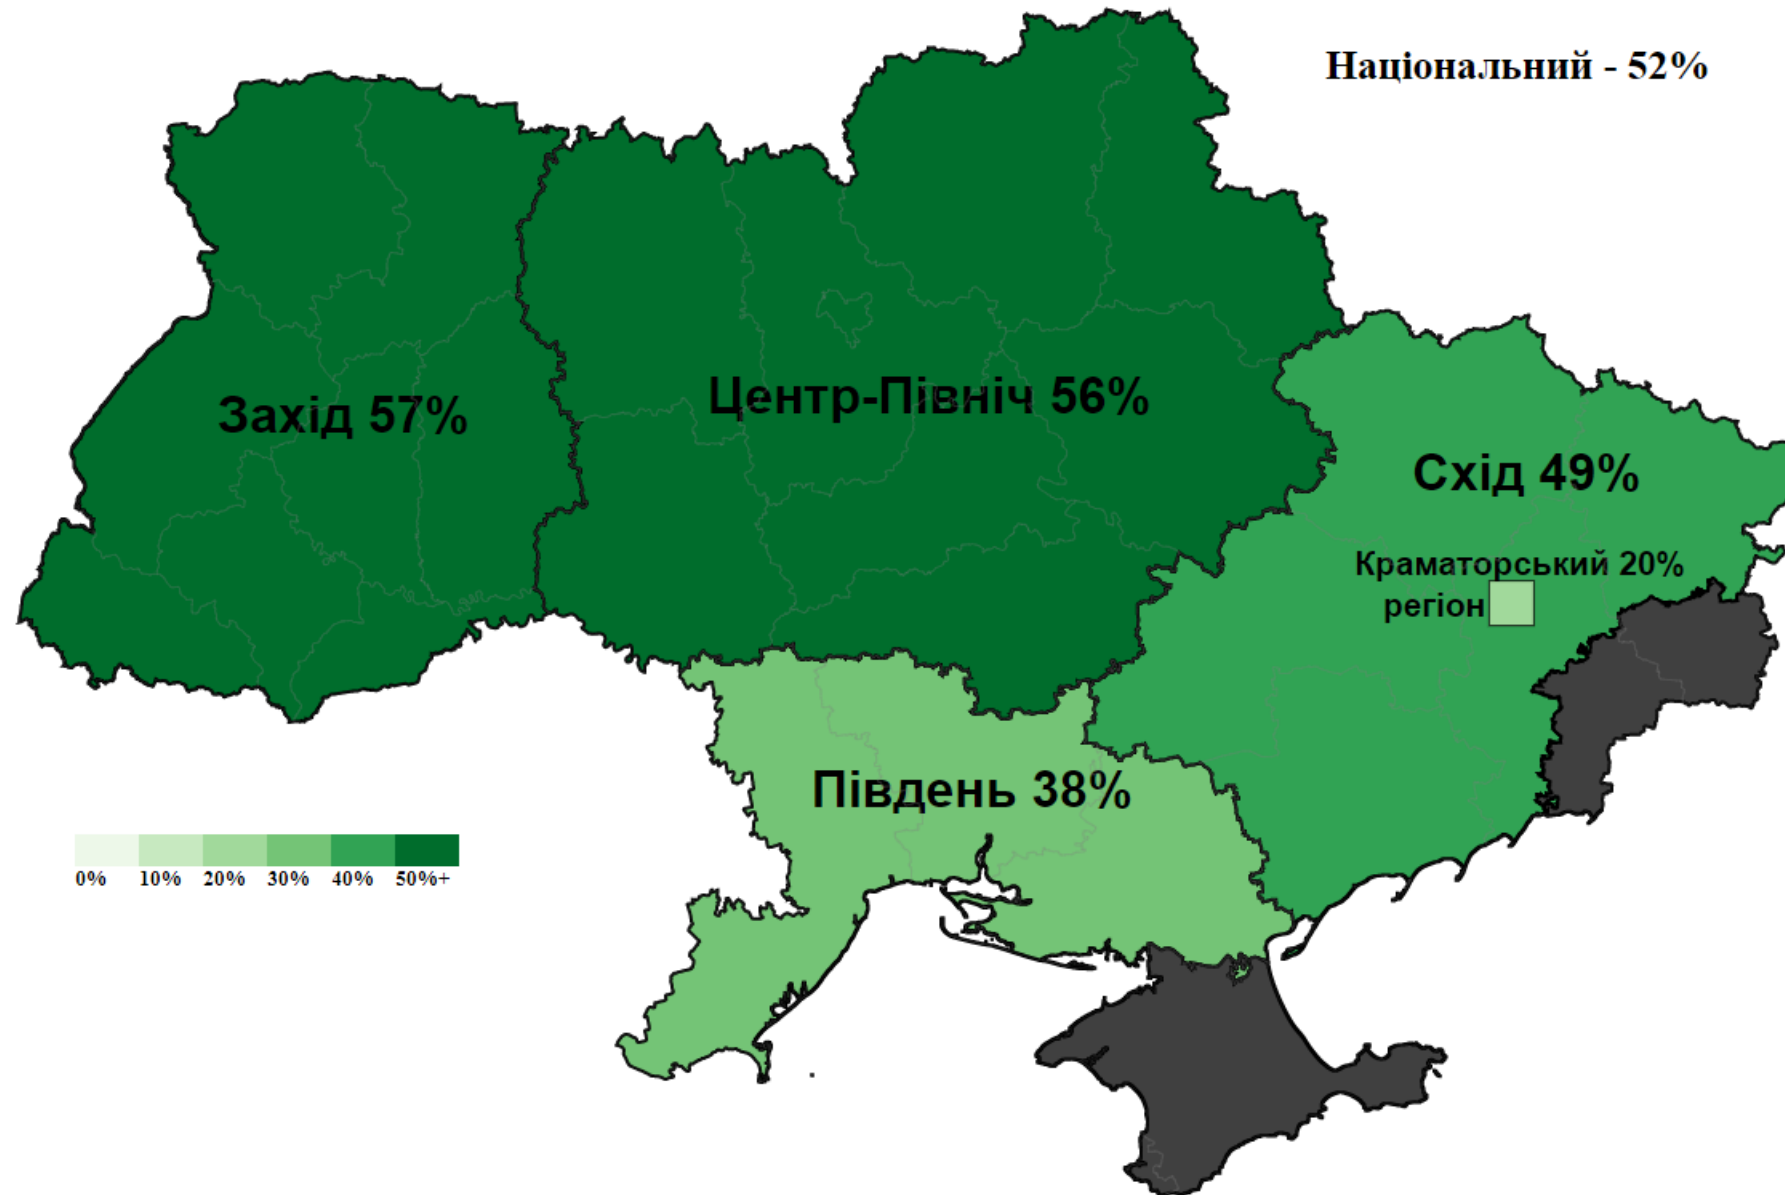 Національний - 52%
Захід 57%
Центр-Північ 56%
Схід 49%
Краматорський 20%
регіон
Південь 38%
0% 10% 20% 30% 40% 50%+